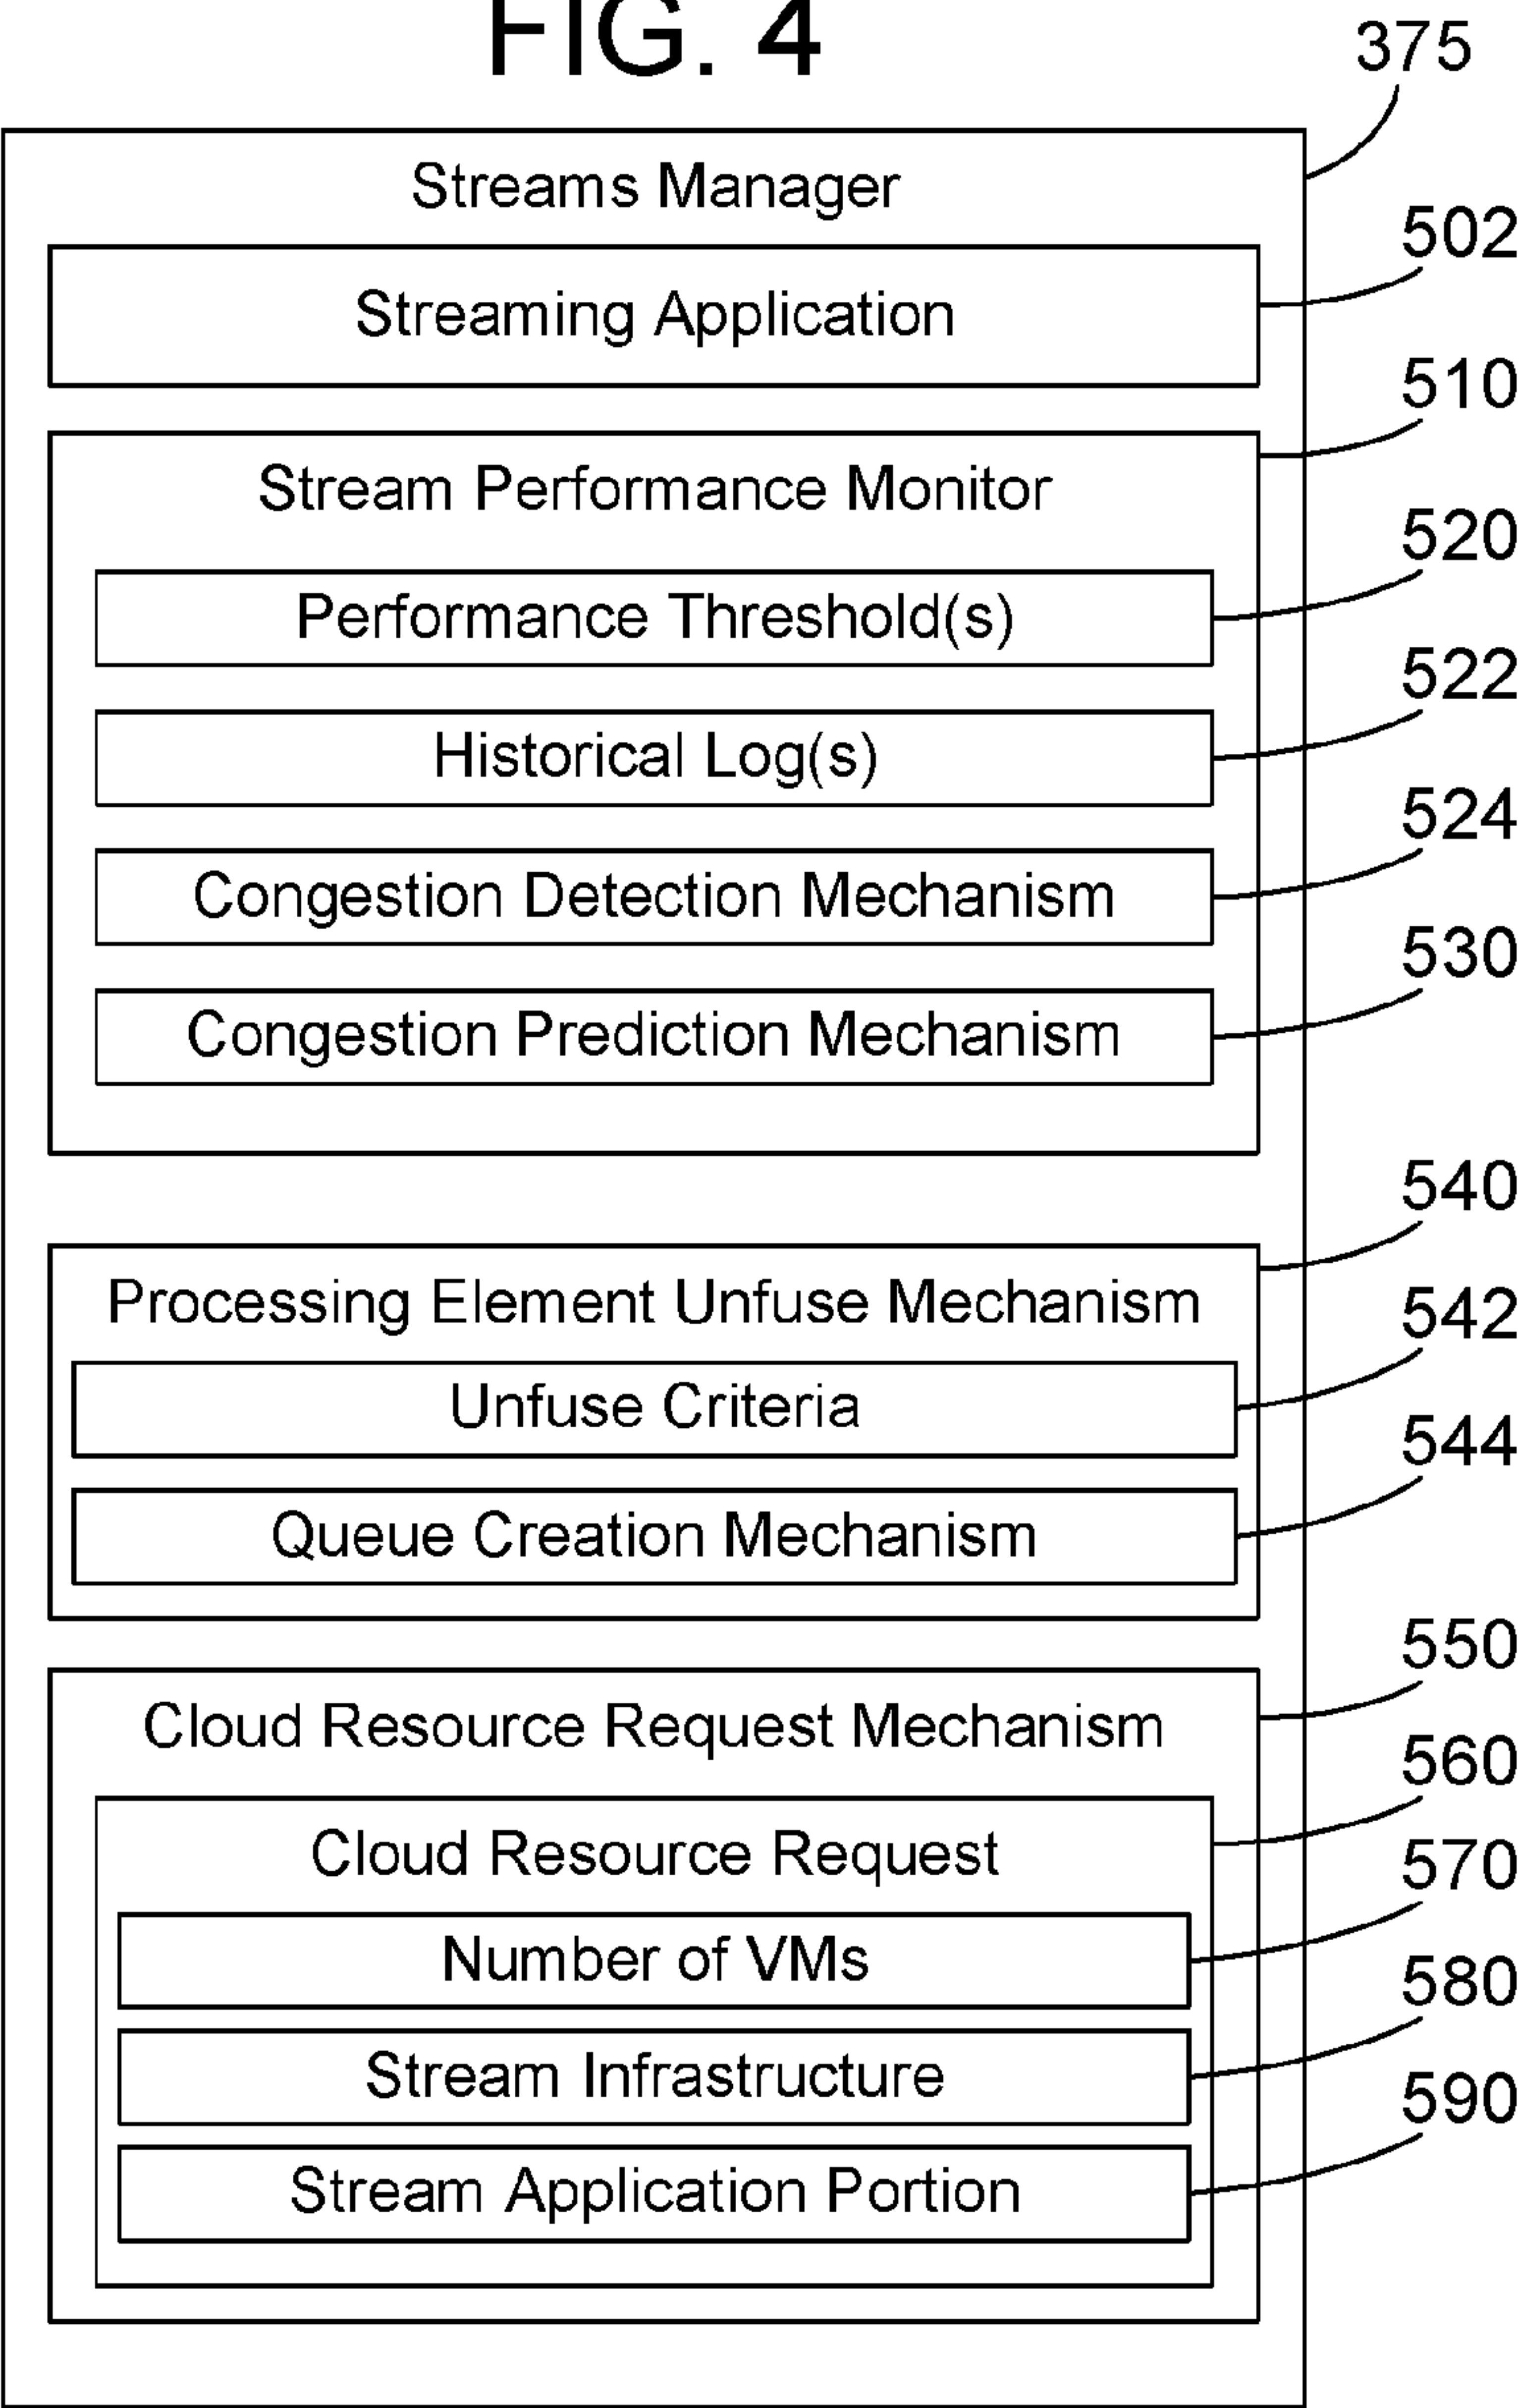 FIG. 4
375
Streams Manager
502
Streaming Application
510
Stream Performance Monitor
520
Performance Threshold(s)
522
Historical Log(s)
524
Congestion Detection Mechanism
530
Congestion Prediction Mechanism
540
Processing Element Unfuse Mechanism
542
Unfuse Criteria
544
Queue Creation Mechanism
550
Cloud Resource Request Mechanism
560
Cloud Resource Request
570
Number of VMs
580
Stream Infrastructure
590
Stream Application Portion